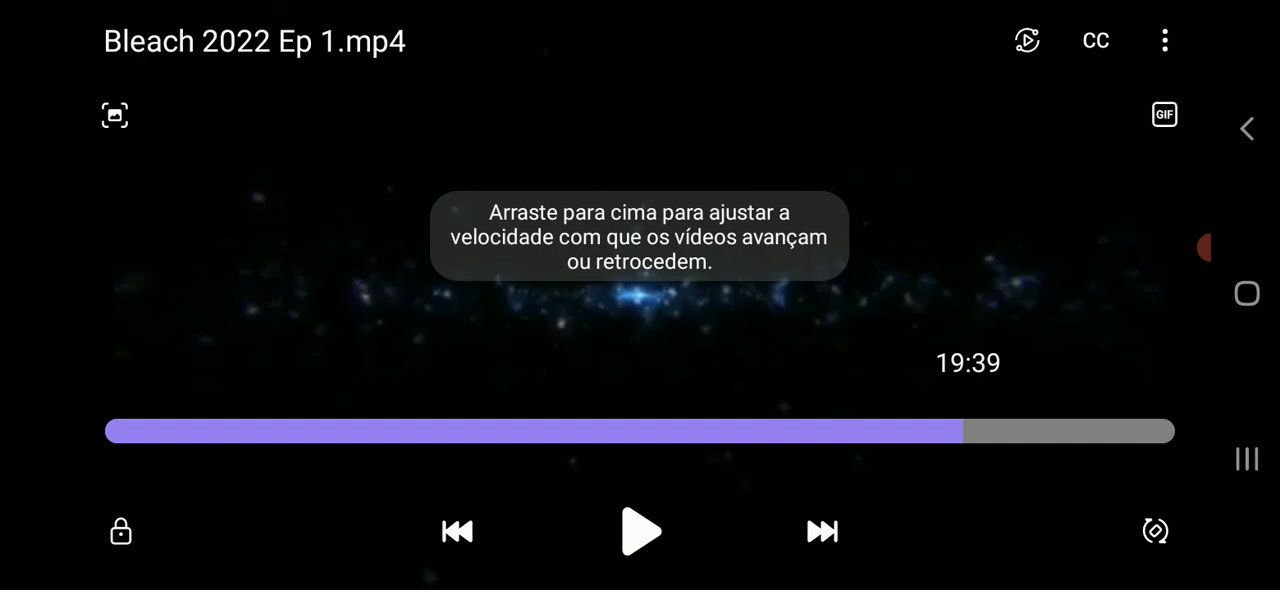 Bleach 2022 Ep 1.mp4
CC
GIF
Arraste para cima para ajustar a
velocidade com que os vídeos avançam
ou retrocedem.
19:39